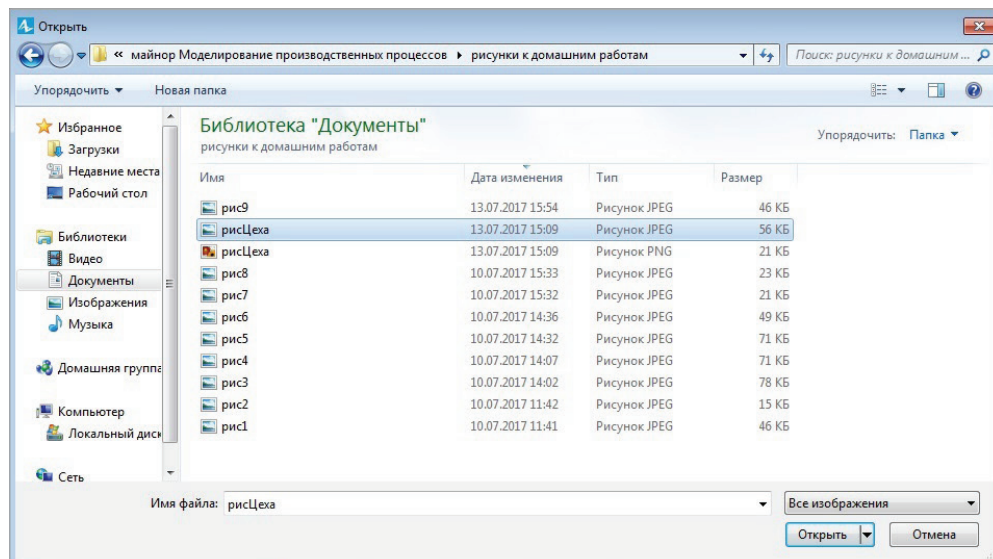 Открыть
« майнор Моделирование производственных процессов рисунки к домашним работам Поиск: рисунки к домашним ...
Упорядочить Новая папка
Избранное
Загрузки
Недавние места
Рабочий стол
Библиотеки
Видео
Документы
Изображения
Музыка
Домашняя группа
Компьютер
Локальный диск
Сеть
Библиотека "Документы"
рисунки к домашним работам
Упорядочить: Папка
Имя Дата изменения Тип Размер
рис9 13.07.2017 15:54 Рисунок JPEG 46 КБ
рисЦеха 13.07.2017 15:09 Рисунок JPEG 56 КБ
рисЦеха 13.07.2017 15:09 Рисунок PNG 21 КБ
рис8 10.07.2017 15:33 Рисунок JPEG 23 КБ
рис7 10.07.2017 15:32 Рисунок JPEG 21 КБ
рис6 10.07.2017 14:36 Рисунок JPEG 49 КБ
рис5 10.07.2017 14:32 Рисунок JPEG 71 КБ
рис4 10.07.2017 14:07 Рисунок JPEG 71 КБ
рис3 10.07.2017 14:02 Рисунок JPEG 78 КБ
рис2 10.07.2017 11:42 Рисунок JPEG 15 КБ
рис1 10.07.2017 11:41 Рисунок JPEG 46 КБ
Имя файла: рисЦеха Все изображения
Открыть Отмена